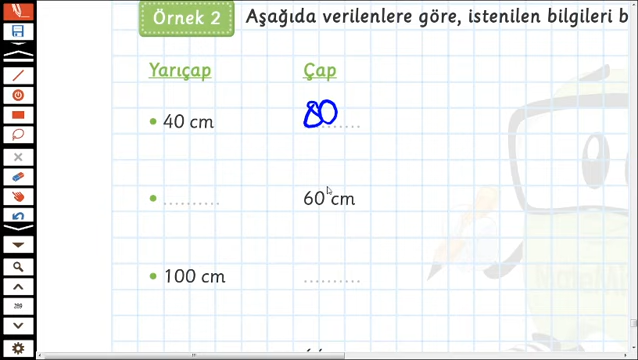 Örnek 2 Aşağıda verilenlere göre, istenilen bilgileri b
Yarıçap Çap
• 40 cm 80 ........
• .......... 60 cm
• 100 cm ..........
289